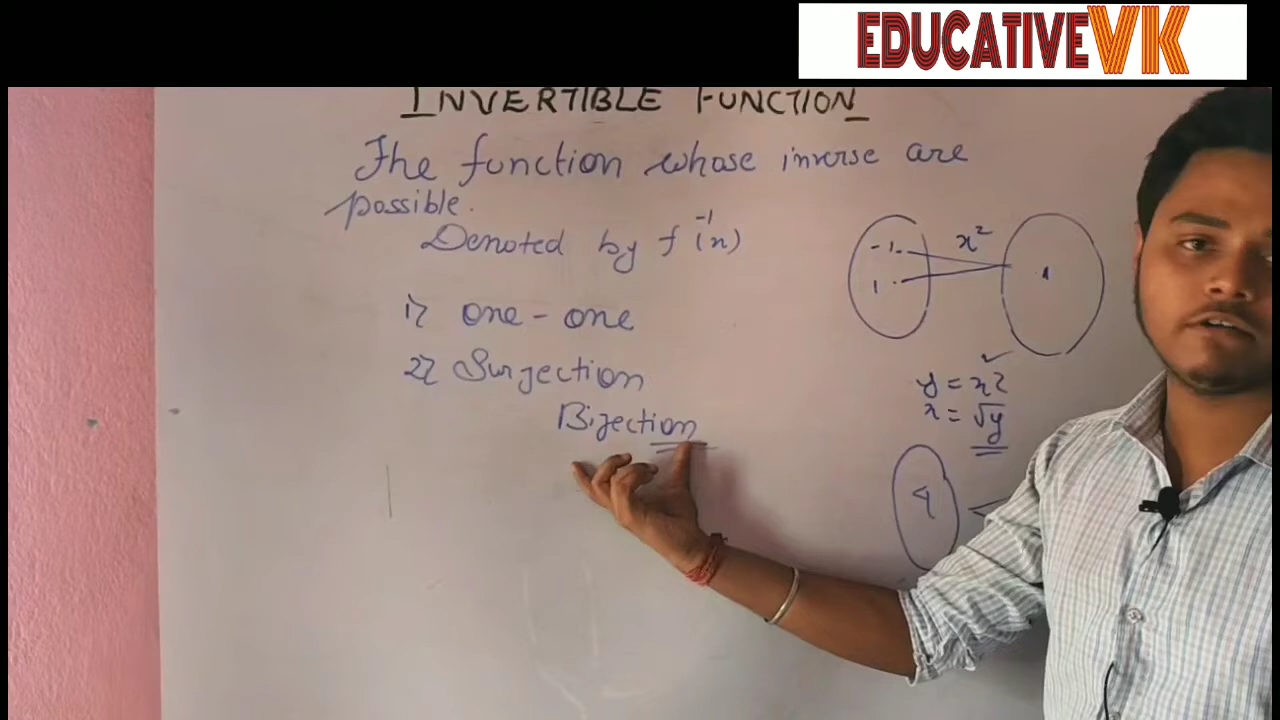 EDUCATIVEVK
INVERTIBLE FUNCTION
The function whose inverse are
possible.
Denoted by f⁻¹(x)
1) one-one
2) Surjection
Bijection
-1
1
x²
1
y = x²
x = √y
4